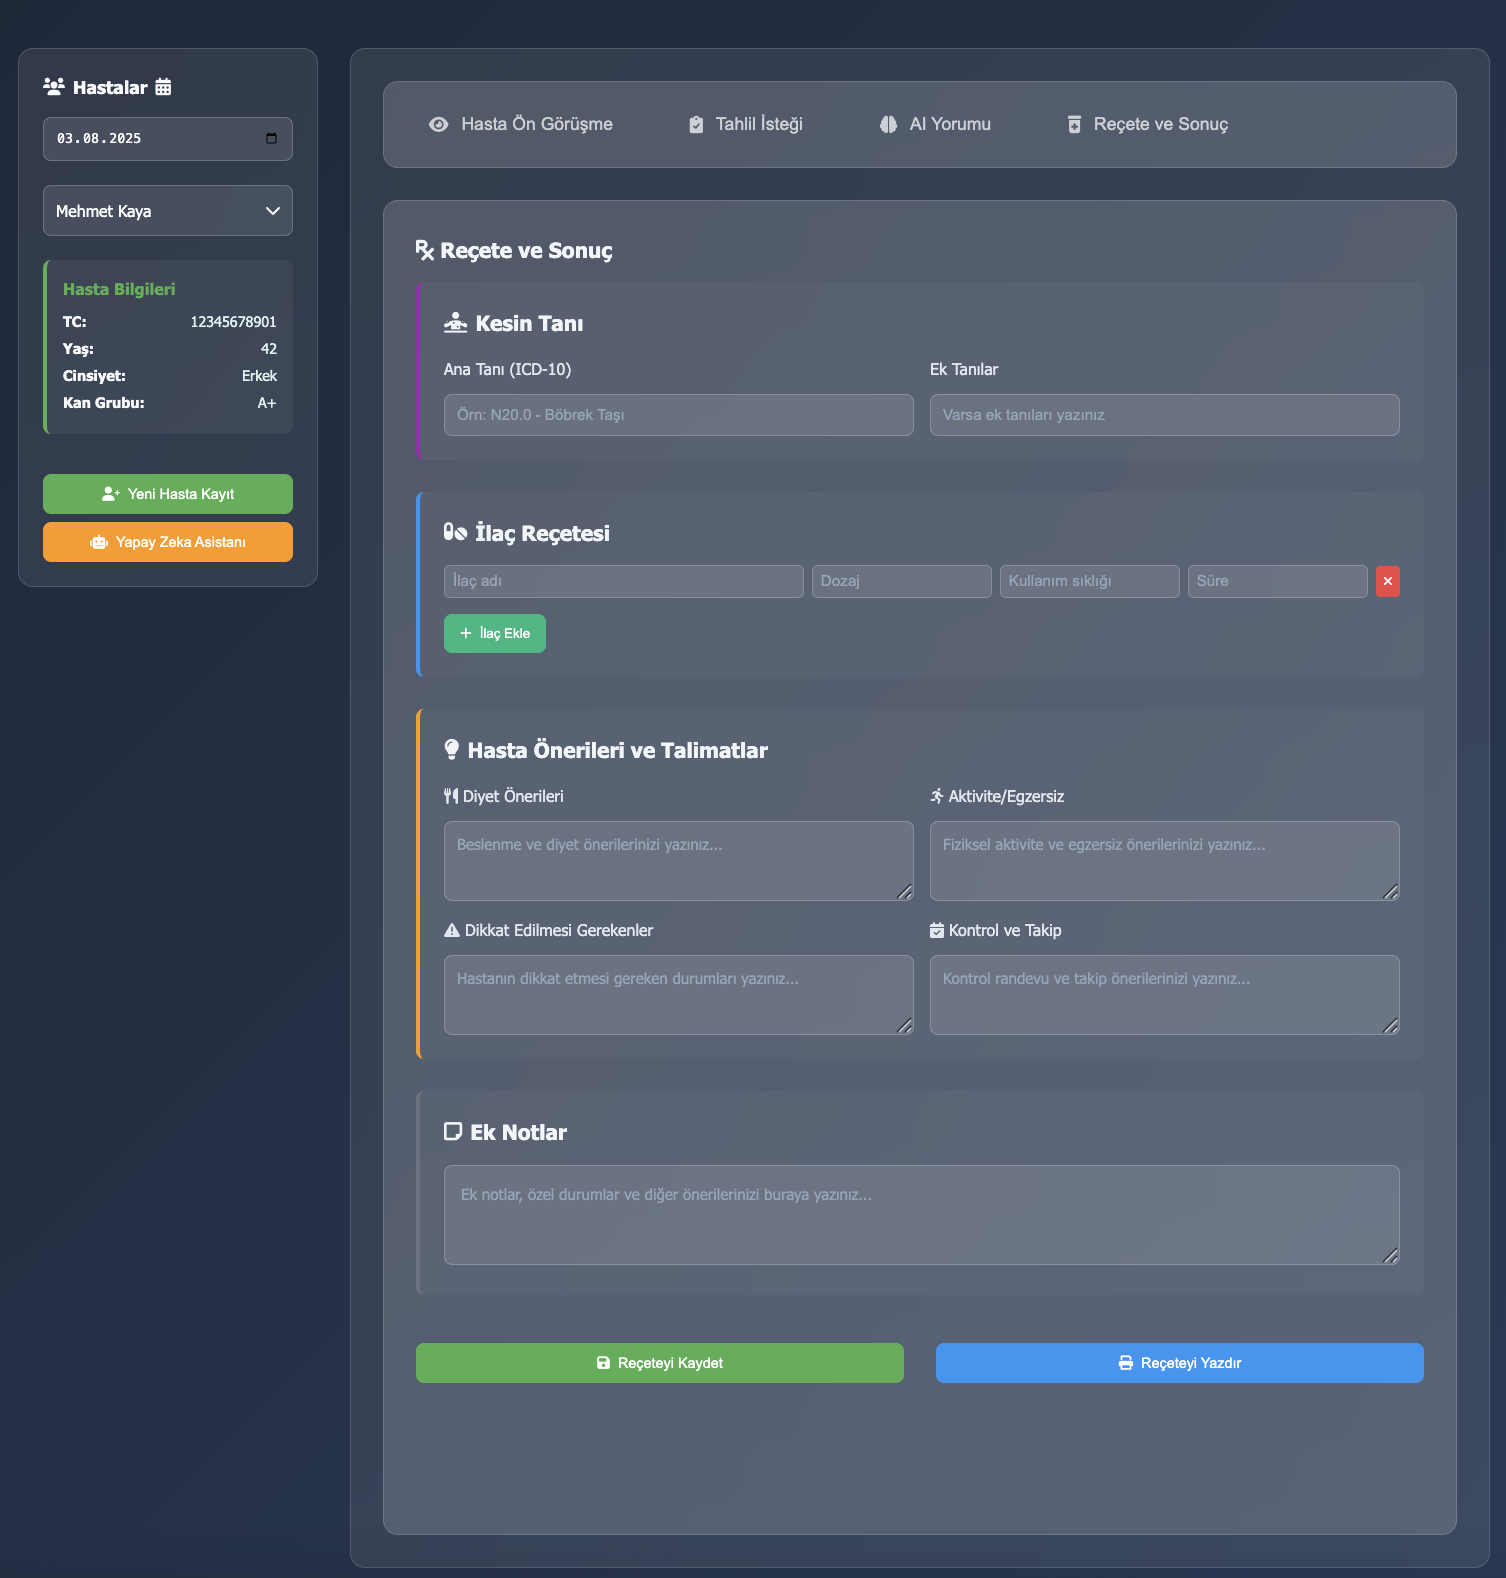 Hastalar
03.08.2025
Mehmet Kaya
Hasta Bilgileri
TC: 12345678901
Yaş: 42
Cinsiyet: Erkek
Kan Grubu: A+
Yeni Hasta Kayıt
Yapay Zeka Asistanı
Hasta Ön Görüşme Tahlil İsteği AI Yorumu Reçete ve Sonuç
Reçete ve Sonuç
Kesin Tanı
Ana Tanı (ICD-10) Ek Tanılar
Örn: N20.0 - Böbrek Taşı Varsa ek tanıları yazınız
İlaç Reçetesi
İlaç adı Dozaj Kullanım sıklığı Süre
İlaç Ekle
Hasta Önerileri ve Talimatlar
Diyet Önerileri Aktivite/Egzersiz
Beslenme ve diyet önerilerinizi yazınız... Fiziksel aktivite ve egzersiz önerilerinizi yazınız...
Dikkat Edilmesi Gerekenler Kontrol ve Takip
Hastanın dikkat etmesi gereken durumları yazınız... Kontrol randevu ve takip önerilerinizi yazınız...
Ek Notlar
Ek notlar, özel durumlar ve diğer önerilerinizi buraya yazınız...
Reçeteyi Kaydet Reçeteyi Yazdır